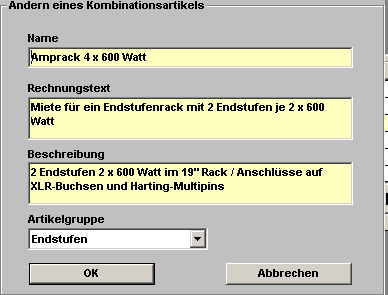 Ändern eines Kombinationsartikels
Name
Amprack 4 x 600 Watt
Rechnungstext
Miete für ein Endstufenrack mit 2 Endstufen je 2 x 600
Watt
Beschreibung
2 Endstufen 2 x 600 Watt im 19" Rack / Anschlüsse auf
XLR-Buchsen und Harting-Multipins
Artikelgruppe
Endstufen
OK
Abbrechen